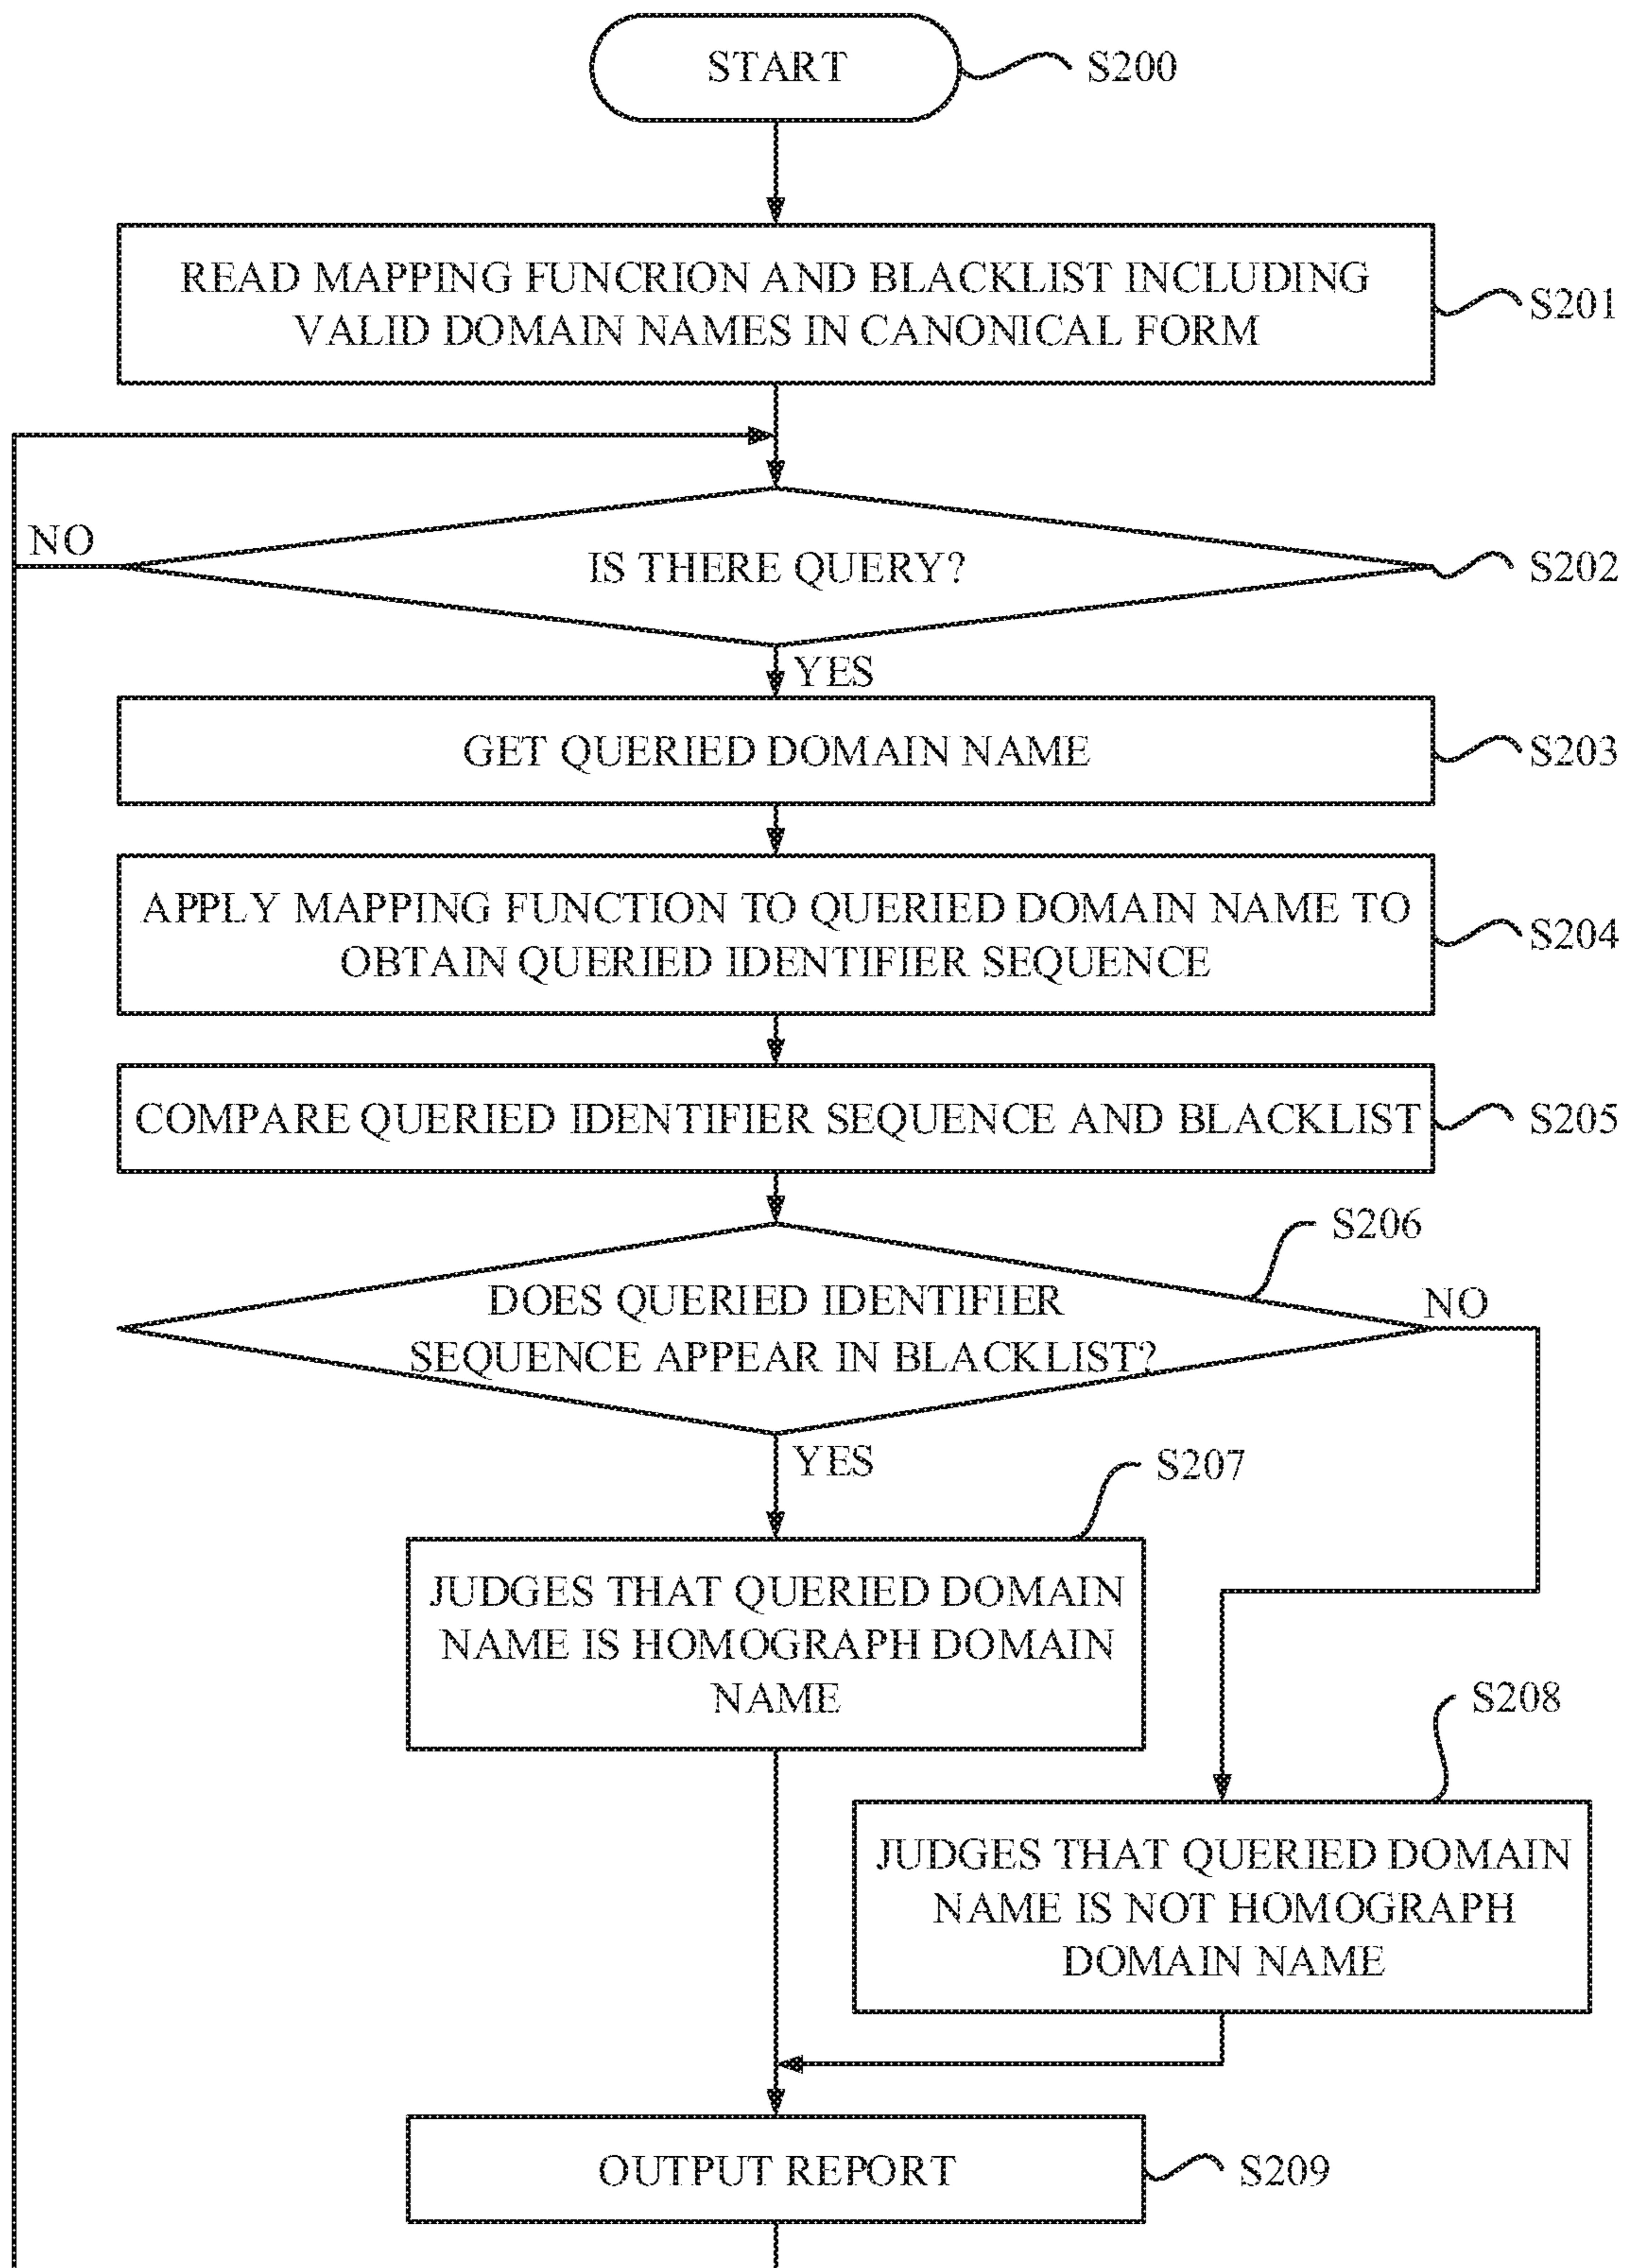 START
S200
READ MAPPING FUNCRION AND BLACKLIST INCLUDING
VALID DOMAIN NAMES IN CANONICAL FORM
S201
NO
IS THERE QUERY?
S202
YES
GET QUERIED DOMAIN NAME
S203
APPLY MAPPING FUNCTION TO QUERIED DOMAIN NAME TO
OBTAIN QUERIED IDENTIFIER SEQUENCE
S204
COMPARE QUERIED IDENTIFIER SEQUENCE AND BLACKLIST
S205
S206
DOES QUERIED IDENTIFIER
SEQUENCE APPEAR IN BLACKLIST?
NO
YES
S207
JUDGES THAT QUERIED DOMAIN
NAME IS HOMOGRAPH DOMAIN
NAME
S208
JUDGES THAT QUERIED DOMAIN
NAME IS NOT HOMOGRAPH
DOMAIN NAME
OUTPUT REPORT
S209